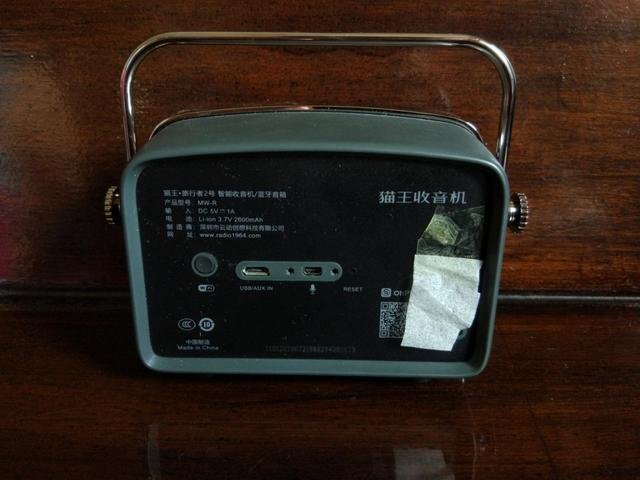 猫王·旅行者2号 智能收音机/蓝牙音箱
产品型号: MW-R
输 入: DC 5V⎓1A
电 池: Li-ion 3.7V 2600mAh
制 造 商: 深圳市云动创想科技有限公司
网 址: www.radio1964.com
猫王收音机
WiFi
USB/AUX IN
RESET
10
中国制造
Made in China